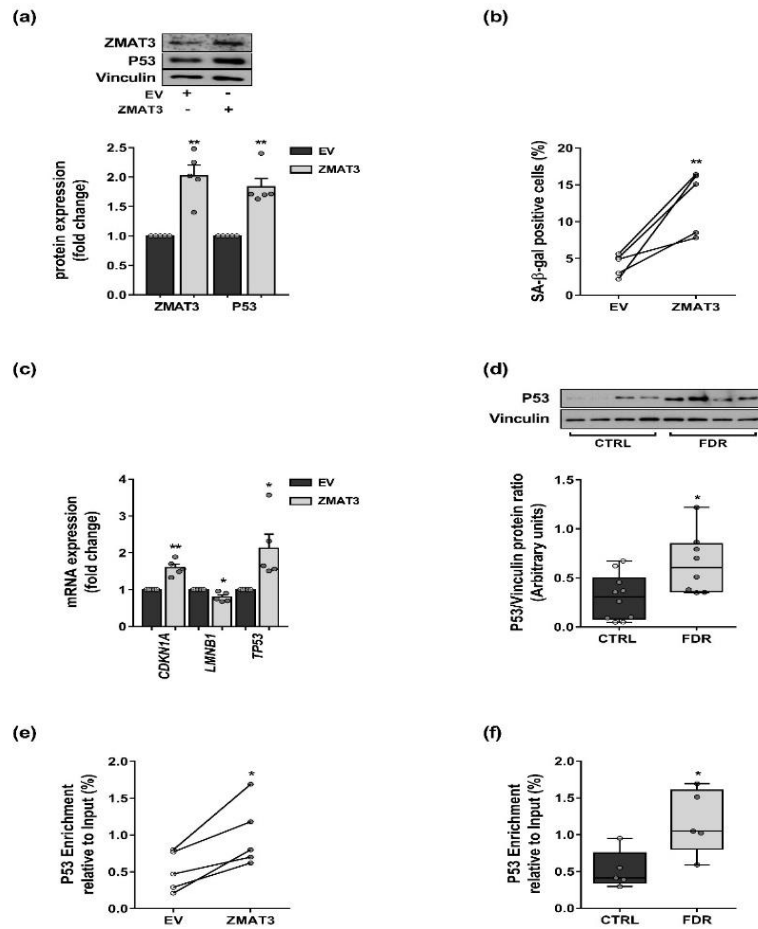 (a)
ZMAT3
P53
Vinculin
EV + -
ZMAT3 - +
protein expression
(fold change)
2.5
2.0
1.5
1.0
0.5
0.0
** **
EV
ZMAT3
ZMAT3 P53
(b)
SA-β-gal positive cells (%)
20
15
10
5
0
**
EV ZMAT3
(c)
mRNA expression
(fold change)
4
3
2
1
0
** * *
EV
ZMAT3
CDKN1A LMNB1 TP53
(d)
P53
Vinculin
CTRL FDR
P53/Vinculin protein ratio
(Arbitrary units)
1.5
1.0
0.5
0.0
*
CTRL FDR
(e)
P53 Enrichment
relative to Input (%)
2.0
1.5
1.0
0.5
0.0
*
EV ZMAT3
(f)
P53 Enrichment
relative to Input (%)
2.0
1.5
1.0
0.5
0.0
*
CTRL FDR